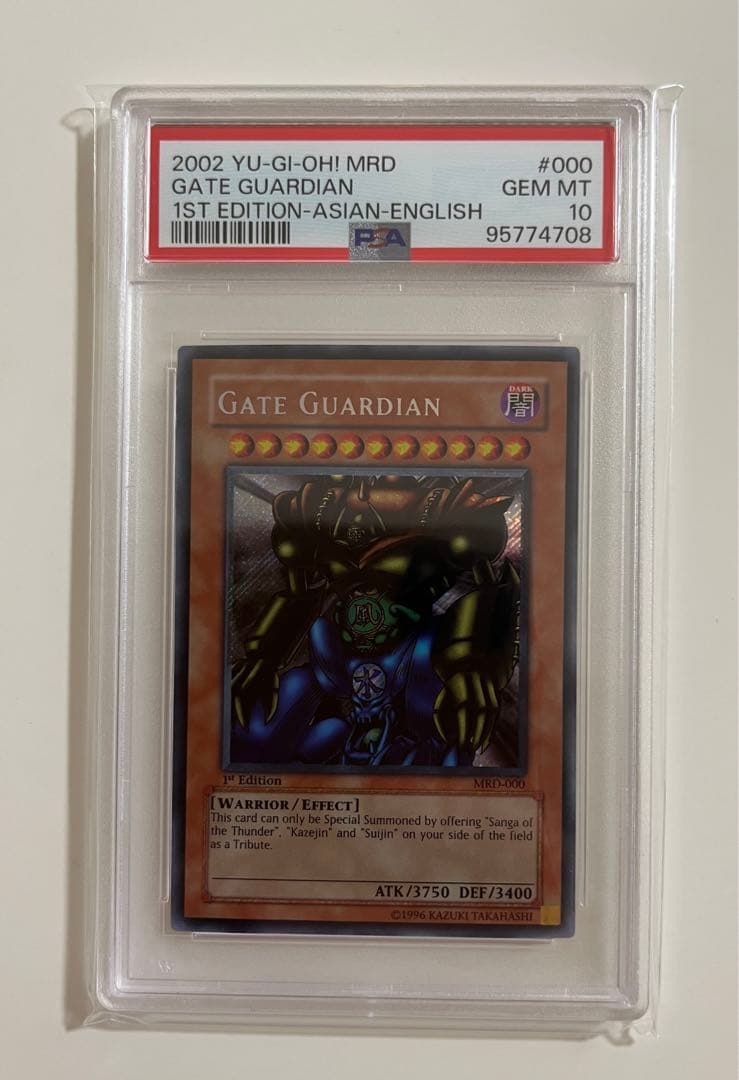 2002 YU-GI-OH! MRD #000
GATE GUARDIAN GEM MT
1ST EDITION-ASIAN-ENGLISH 10
PSA 95774708
GATE GUARDIAN
DARK
闇
風
水
1st Edition MRD-000
[WARRIOR/EFFECT]
This card can only be Special Summoned by offering "Sanga of
the Thunder", "Kazejin" and "Suijin" on your side of the field
as a Tribute.
ATK/3750 DEF/3400
©1996 KAZUKI TAKAHASHI